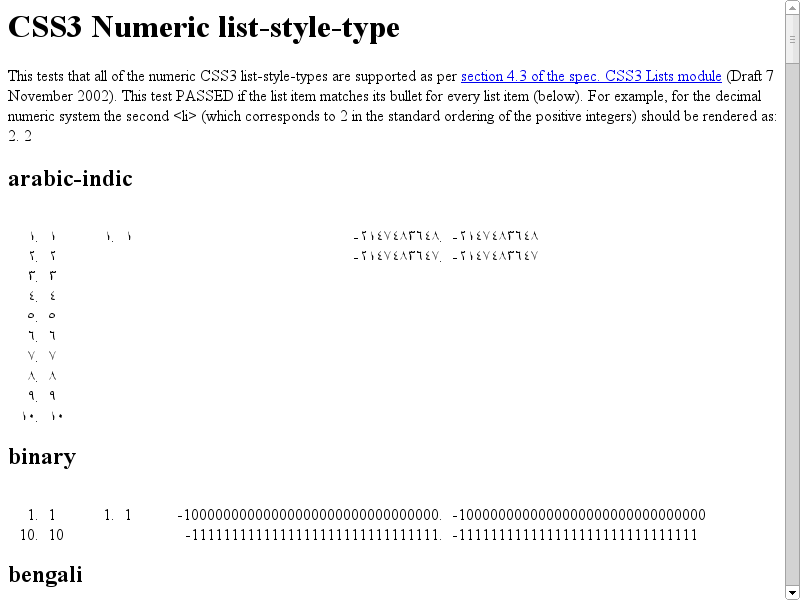 CSS3 Numeric list-style-type
This tests that all of the numeric CSS3 list-style-types are supported as per section 4.3 of the spec. CSS3 Lists module (Draft 7
November 2002). This test PASSED if the list item matches its bullet for every list item (below). For example, for the decimal
numeric system the second <li> (which corresponds to 2 in the standard ordering of the positive integers) should be rendered as:
2. 2
arabic-indic
١. ١ ١. ١ -٢١٤٧٤٨٣٦٤٨. -٢١٤٧٤٨٣٦٤٨
٢. ٢ -٢١٤٧٤٨٣٦٤٧. -٢١٤٧٤٨٣٦٤٧
٣. ٣
٤. ٤
٥. ٥
٦. ٦
٧. ٧
٨. ٨
٩. ٩
١٠. ١٠
binary
1. 1 1. 1 -10000000000000000000000000000000. -1000000000000000000000000000000
10. 10 -1111111111111111111111111111111. -111111111111111111111111111111
bengali